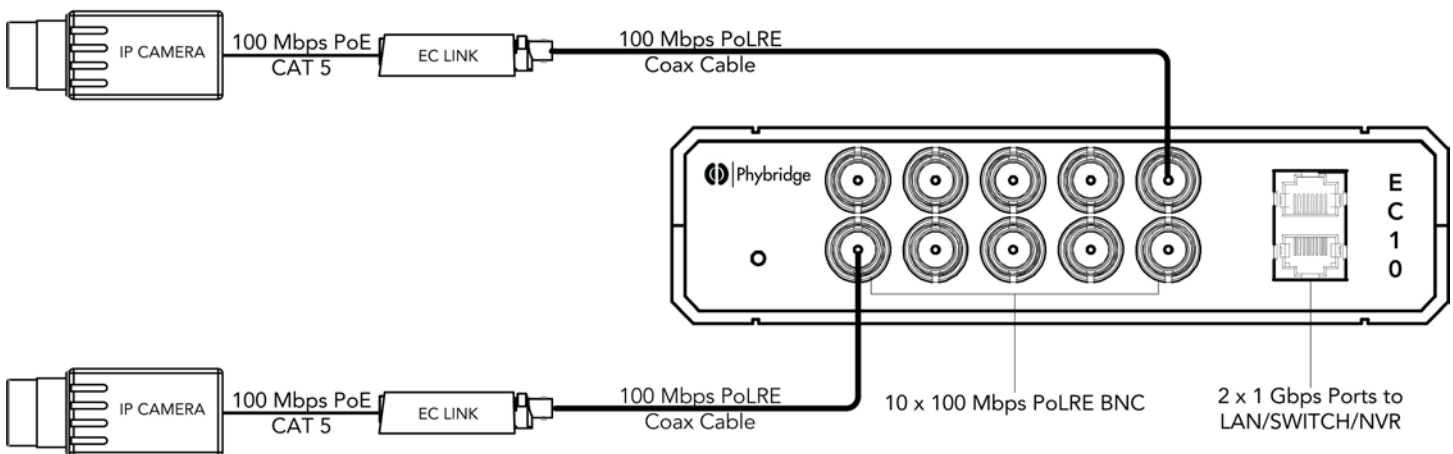 IP CAMERA
100 Mbps PoE
CAT 5
EC LINK
100 Mbps PoLRE
Coax Cable
Phybridge
E
C
1
0
IP CAMERA
100 Mbps PoE
CAT 5
EC LINK
100 Mbps PoLRE
Coax Cable
10 x 100 Mbps PoLRE BNC
2 x 1 Gbps Ports to
LAN/SWITCH/NVR